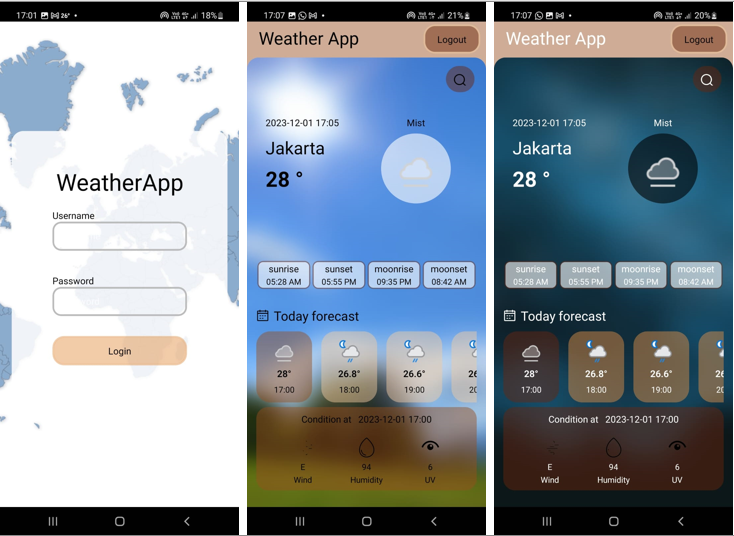 17:01 26° 18%
WeatherApp
Username
Password
Login
17:07 21%
Weather App Logout
2023-12-01 17:05 Mist
Jakarta
28 °
sunrise sunset moonrise moonset
05:28 AM 05:55 PM 09:35 PM 08:42 AM
Today forecast
28° 26.8° 26.6° 26
17:00 18:00 19:00 20
Condition at 2023-12-01 17:00
E 94 6
Wind Humidity UV
17:07 20%
Weather App Logout
2023-12-01 17:05 Mist
Jakarta
28 °
sunrise sunset moonrise moonset
05:28 AM 05:55 PM 09:35 PM 08:42 AM
Today forecast
28° 26.8° 26.6° 26
17:00 18:00 19:00 20
Condition at 2023-12-01 17:00
E 94 6
Wind Humidity UV